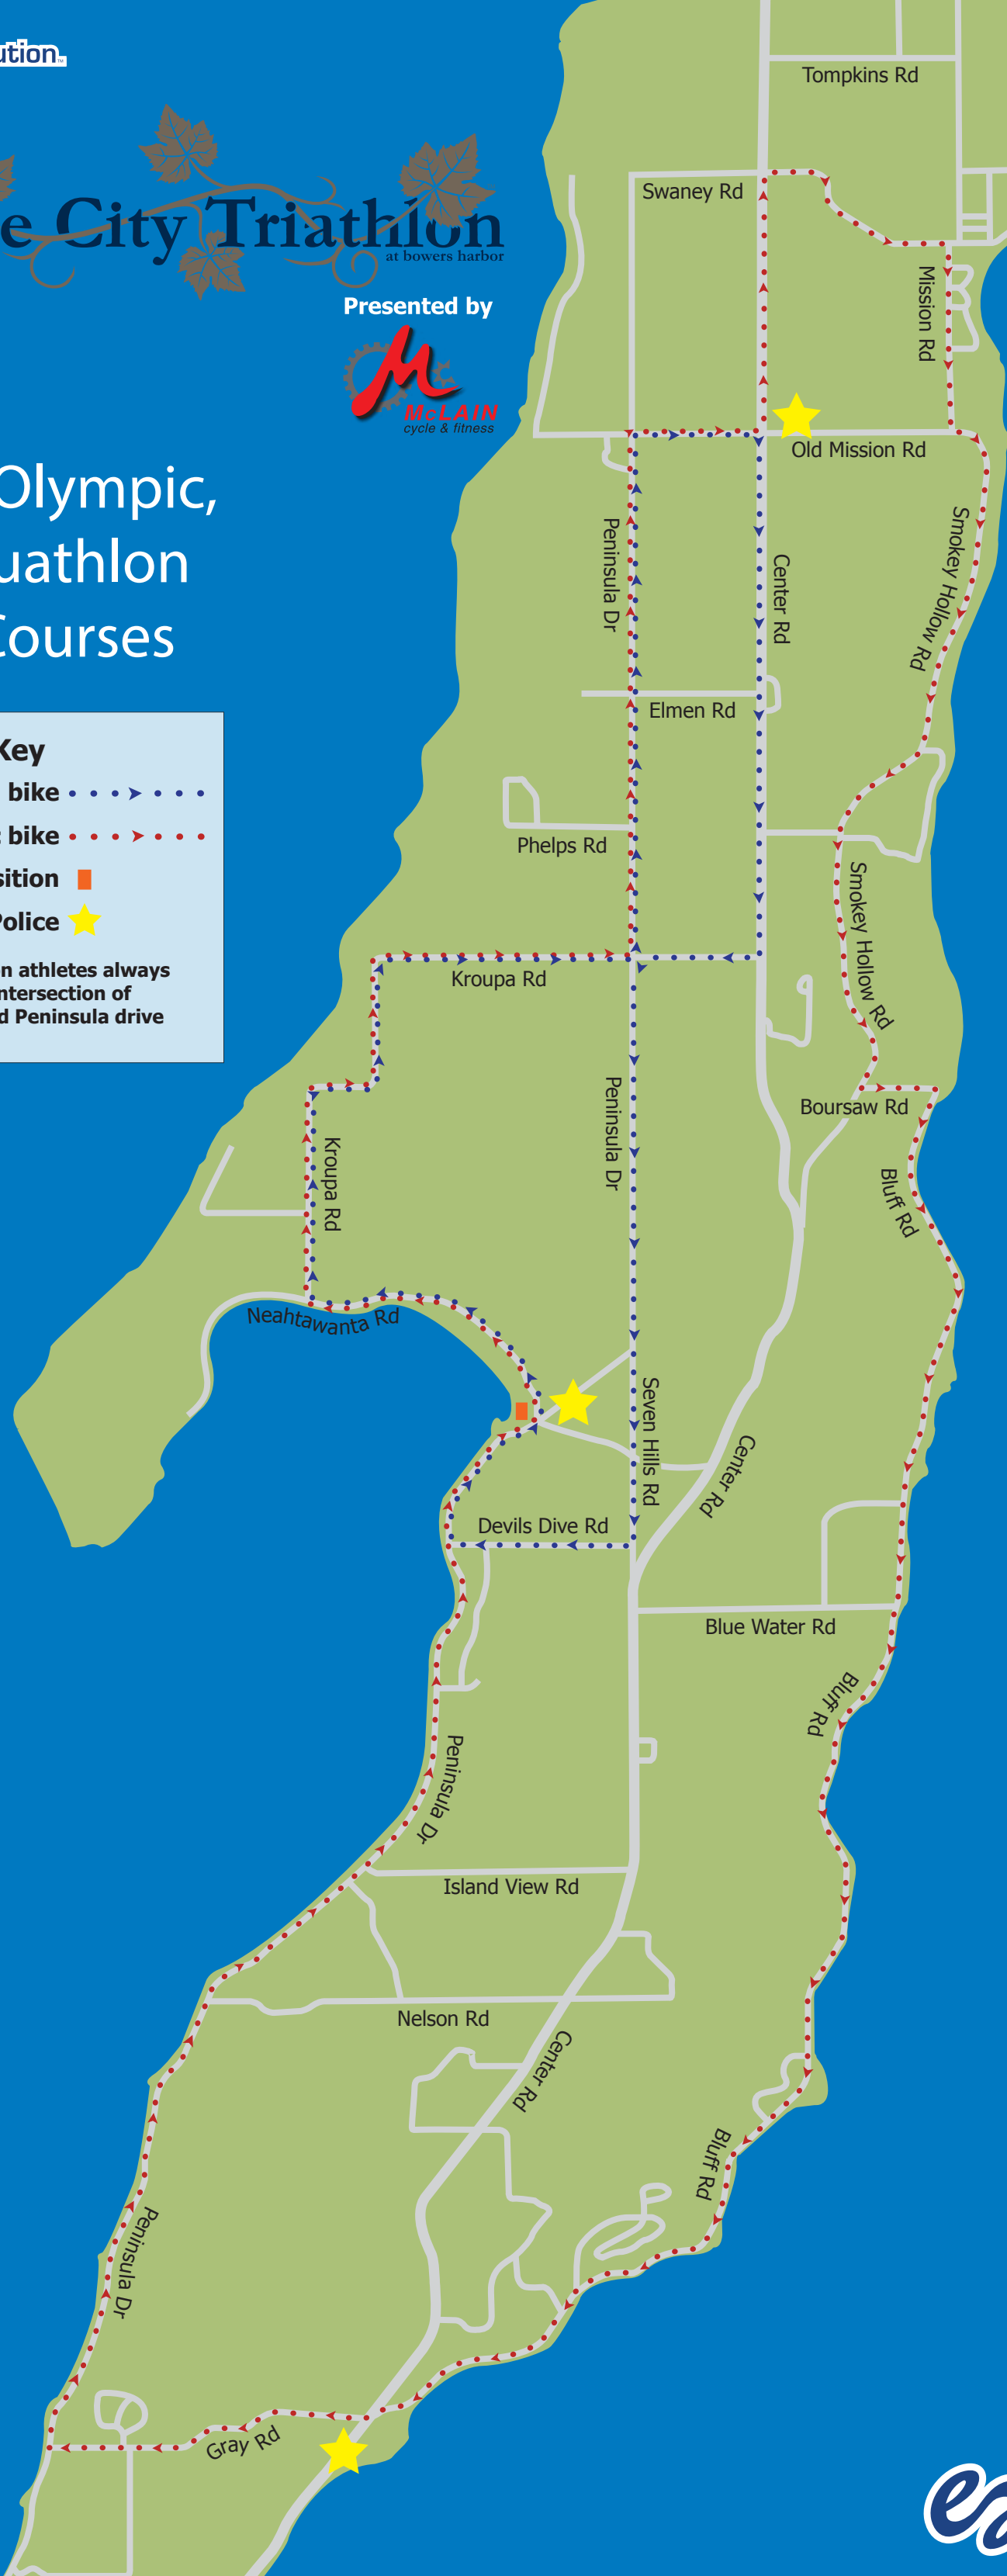 ution
e City Triathlon
at bowers harbor
Presented by
McLAIN
cycle & fitness
Olympic,
uathlon
Courses
Key
bike
bike
sition
Police
n athletes always
ntersection of
d Peninsula drive
Tompkins Rd
Swaney Rd
Mission Rd
Old Mission Rd
Peninsula Dr
Center Rd
Smokey Hollow Rd
Elmen Rd
Phelps Rd
Smokey Hollow Rd
Kroupa Rd
Peninsula Dr
Boursaw Rd
Kroupa Rd
Bluff Rd
Neahtawanta Rd
Seven Hills Rd
Center Rd
Devils Dive Rd
Blue Water Rd
Bluff Rd
Peninsula Dr
Island View Rd
Nelson Rd
Center Rd
Bluff Rd
Peninsula Dr
Gray Rd